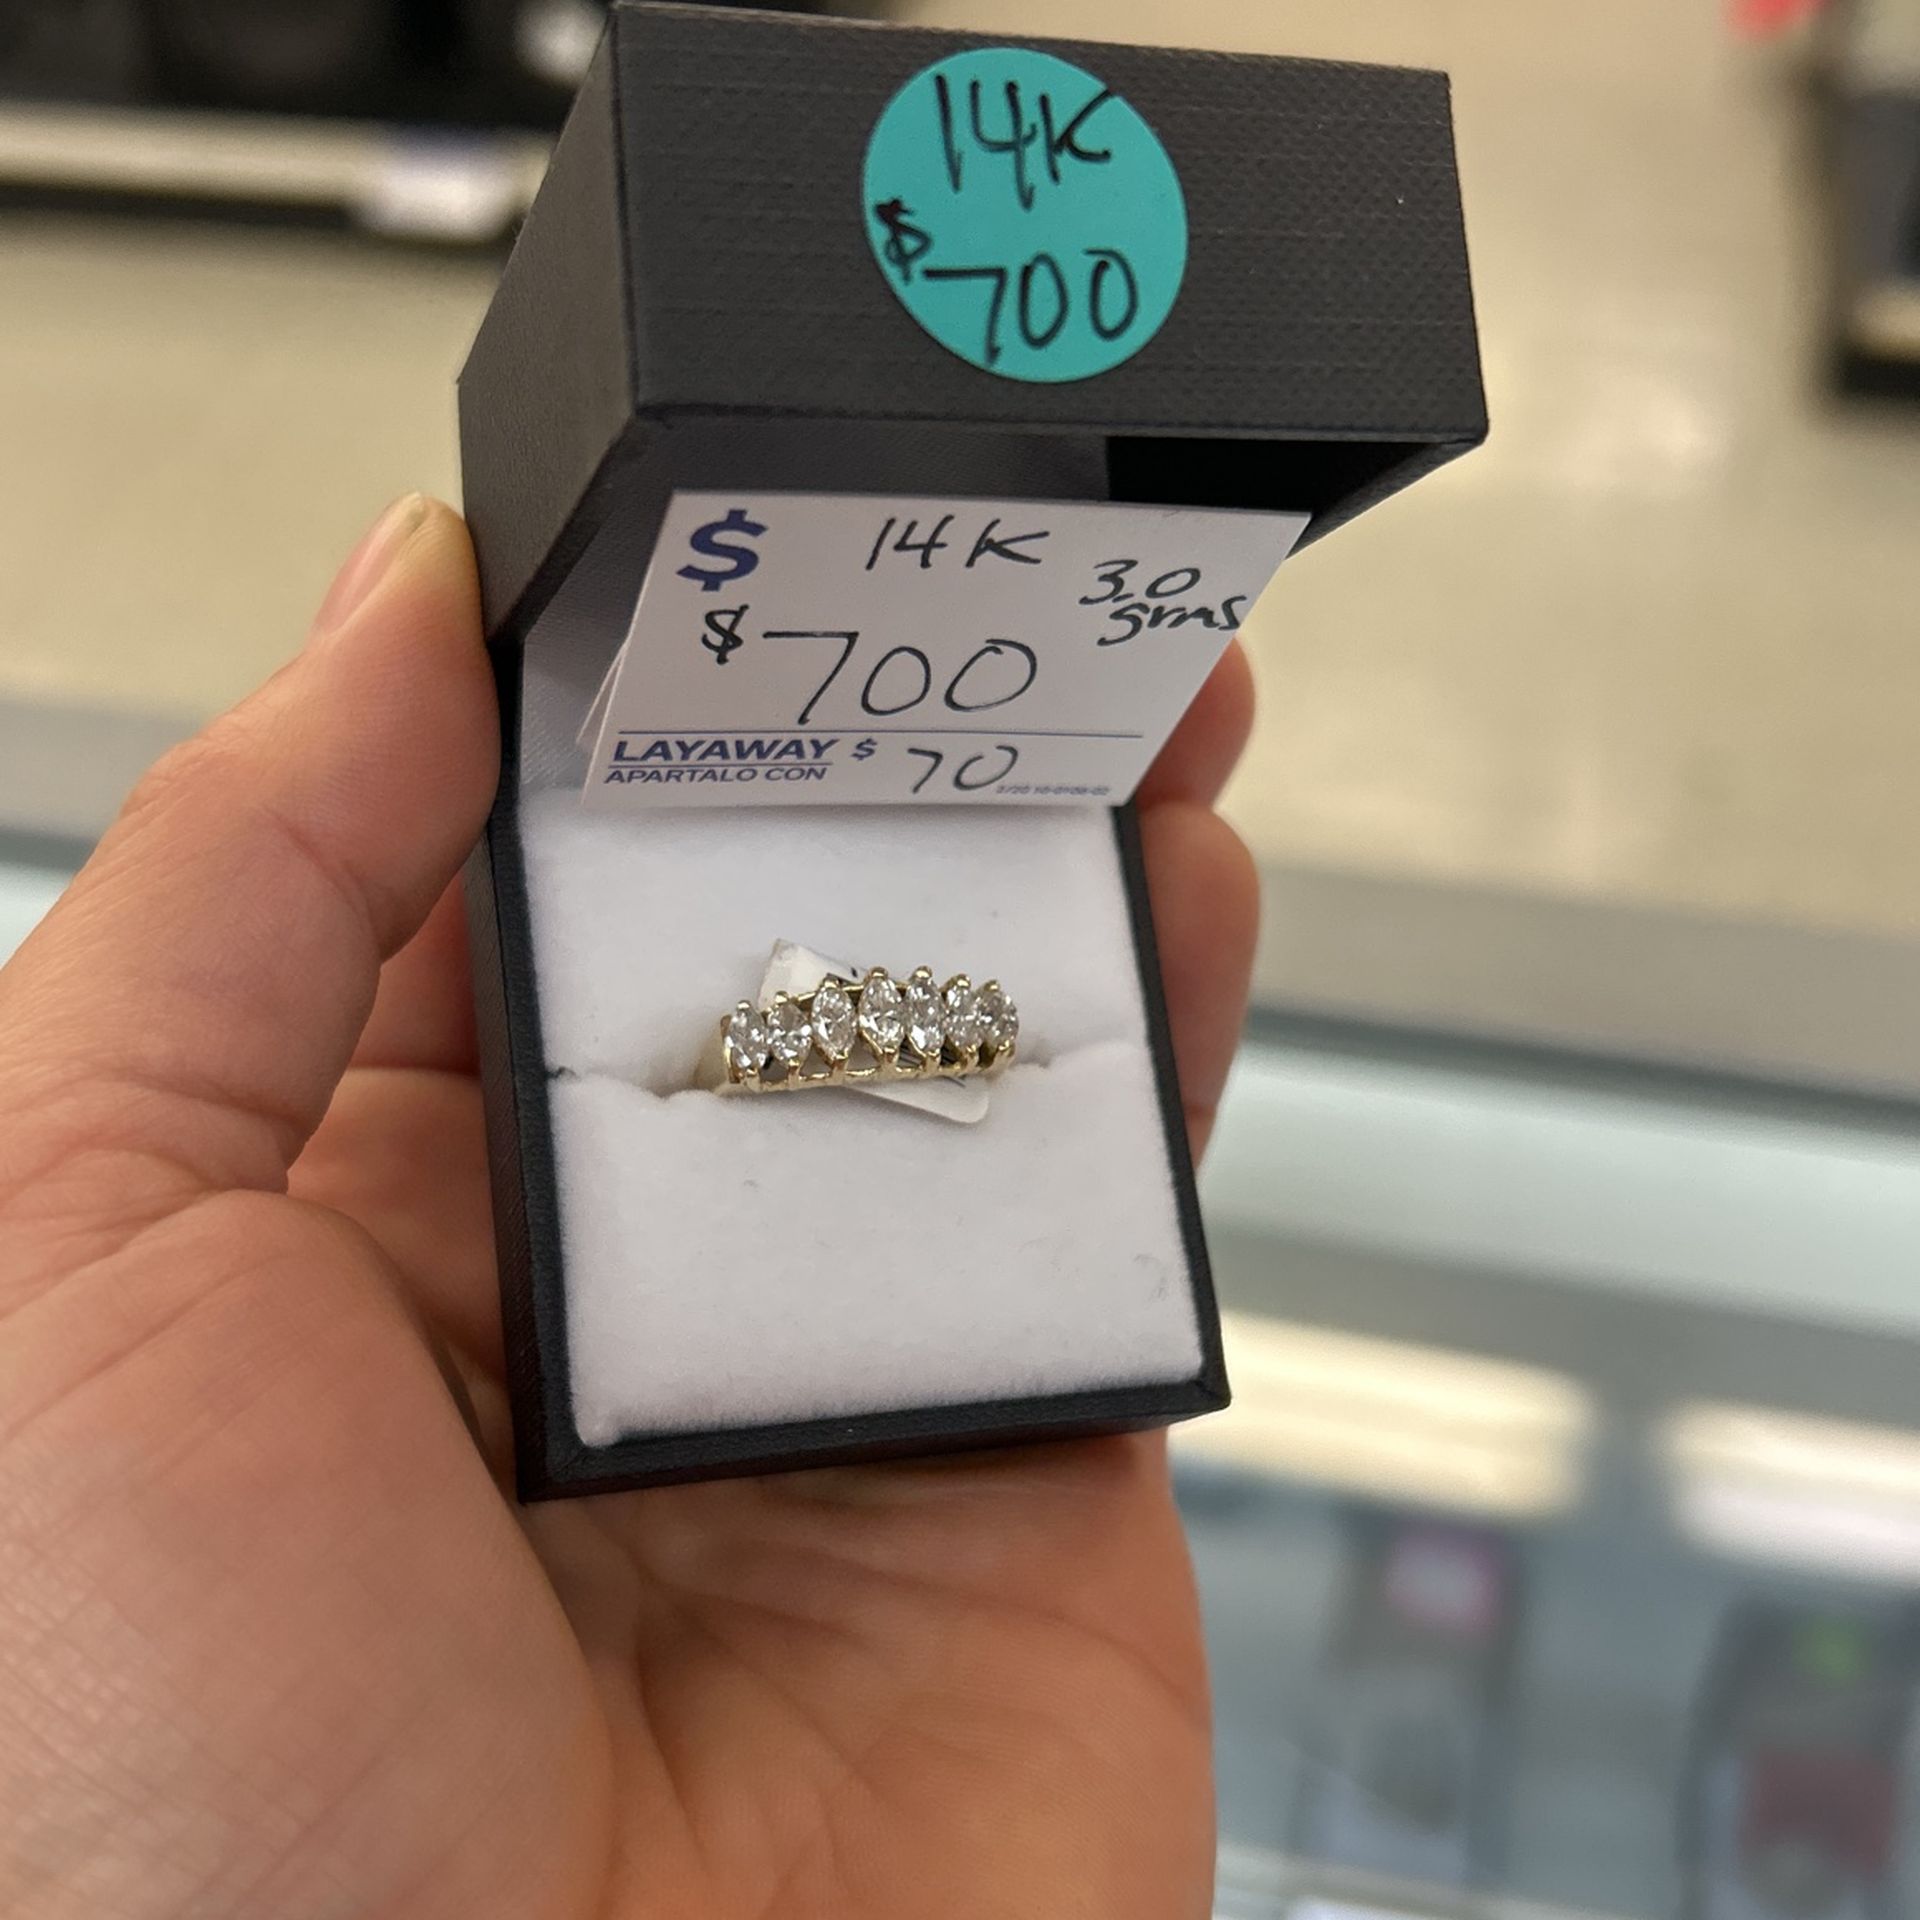 14K
$700
$ 14K 3.0
grms
$700
LAYAWAY $ 70
APARTALO CON